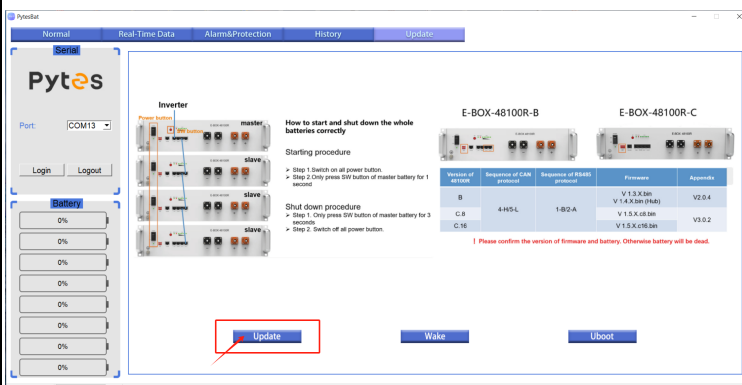 PytesBat
Normal
Real-Time Data
Alarm&Protection
History
Update
Serial
Pytes
Port:
COM13
Login
Logout
Battery
0%
0%
0%
0%
0%
0%
0%
0%
Inverter
Power button
SW button
master
slave
slave
slave
How to start and shut down the whole
batteries correctly
Starting procedure
➢ Step 1.Switch on all power button.
➢ Step 2.Only press SW button of master battery for 1
second
Shut down procedure
➢ Step 1. Only press SW button of master battery for 3
seconds
➢ Step 2. Switch off all power button.
E-BOX-48100R-B
E-BOX-48100R-C
Version of
48100R
Sequence of CAN
protocol
Sequence of RS485
protocol
Firmware
Appendix
B
4-H/5-L
1-B/2-A
V 1.3.X.bin
V 1.4.X.bin (Hub)
V2.0.4
C.8
V 1.5.X.c8.bin
V3.0.2
C.16
V 1.5.X.c16.bin
! Please confirm the version of firmware and battery. Otherwise battery will be dead.
Update
Wake
Uboot